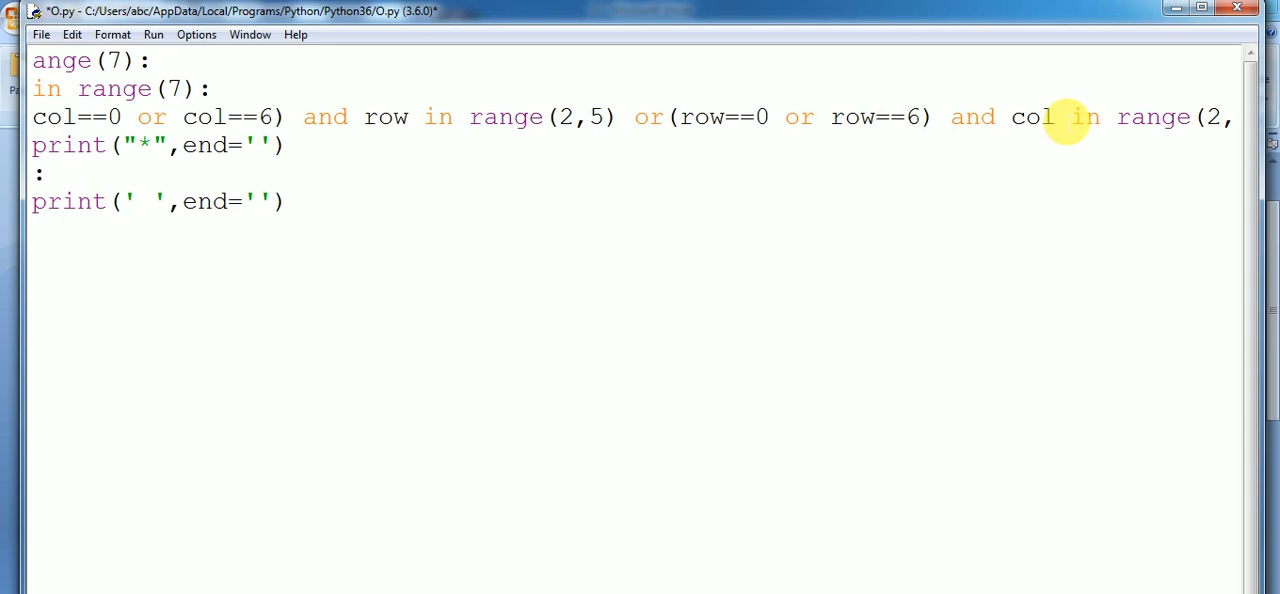 *O.py - C:/Users/abc/AppData/Local/Programs/Python/Python36/O.py (3.6.0)*
File Edit Format Run Options Window Help
ange(7):
in range(7):
col==0 or col==6) and row in range(2,5) or(row==0 or row==6) and col in range(2,
print("*",end='')
:
print(' ',end='')